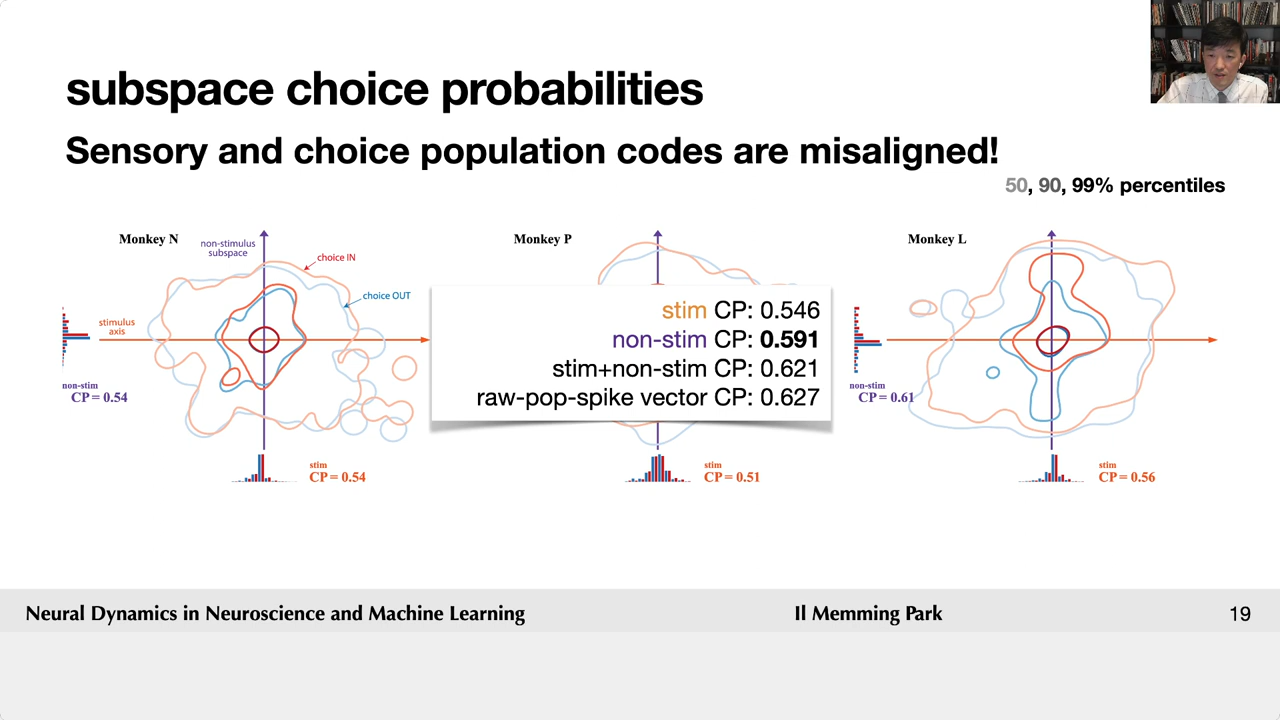 subspace choice probabilities
Sensory and choice population codes are misaligned!
50, 90, 99% percentiles
Monkey N
non-stimulus
subspace
choice IN
choice OUT
stimulus
axis
non-stim
CP = 0.54
stim
CP = 0.54
Monkey P
stim CP: 0.546
non-stim CP: 0.591
stim+non-stim CP: 0.621
raw-pop-spike vector CP: 0.627
stim
CP = 0.51
Monkey L
non-stim
CP = 0.61
stim
CP = 0.56
Neural Dynamics in Neuroscience and Machine Learning
Il Memming Park
19